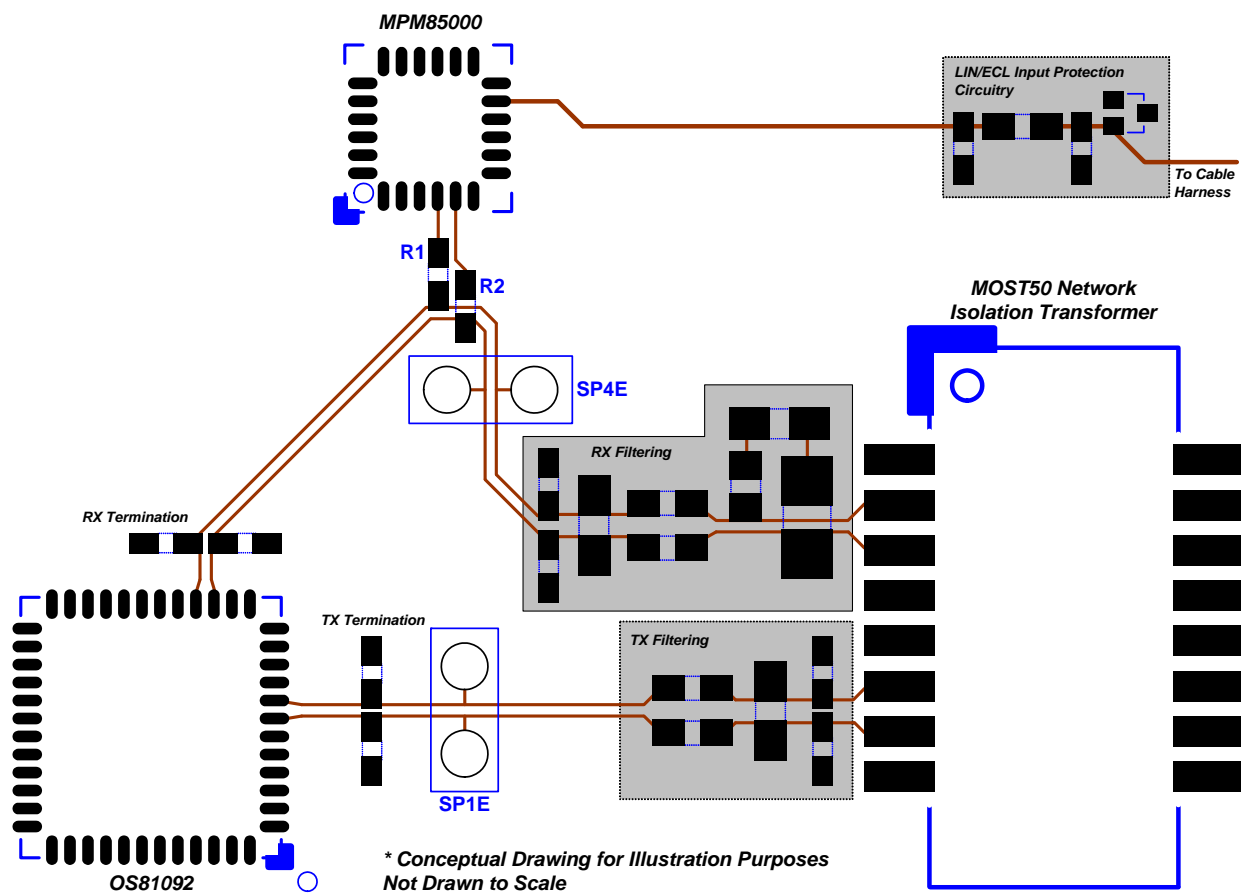 MPM85000
LIN/ECL Input Protection
Circuitry
To Cable
Harness
R1
R2
MOST50 Network
Isolation Transformer
SP4E
RX Filtering
RX Termination
TX Termination
TX Filtering
SP1E
* Conceptual Drawing for Illustration Purposes
Not Drawn to Scale
OS81092